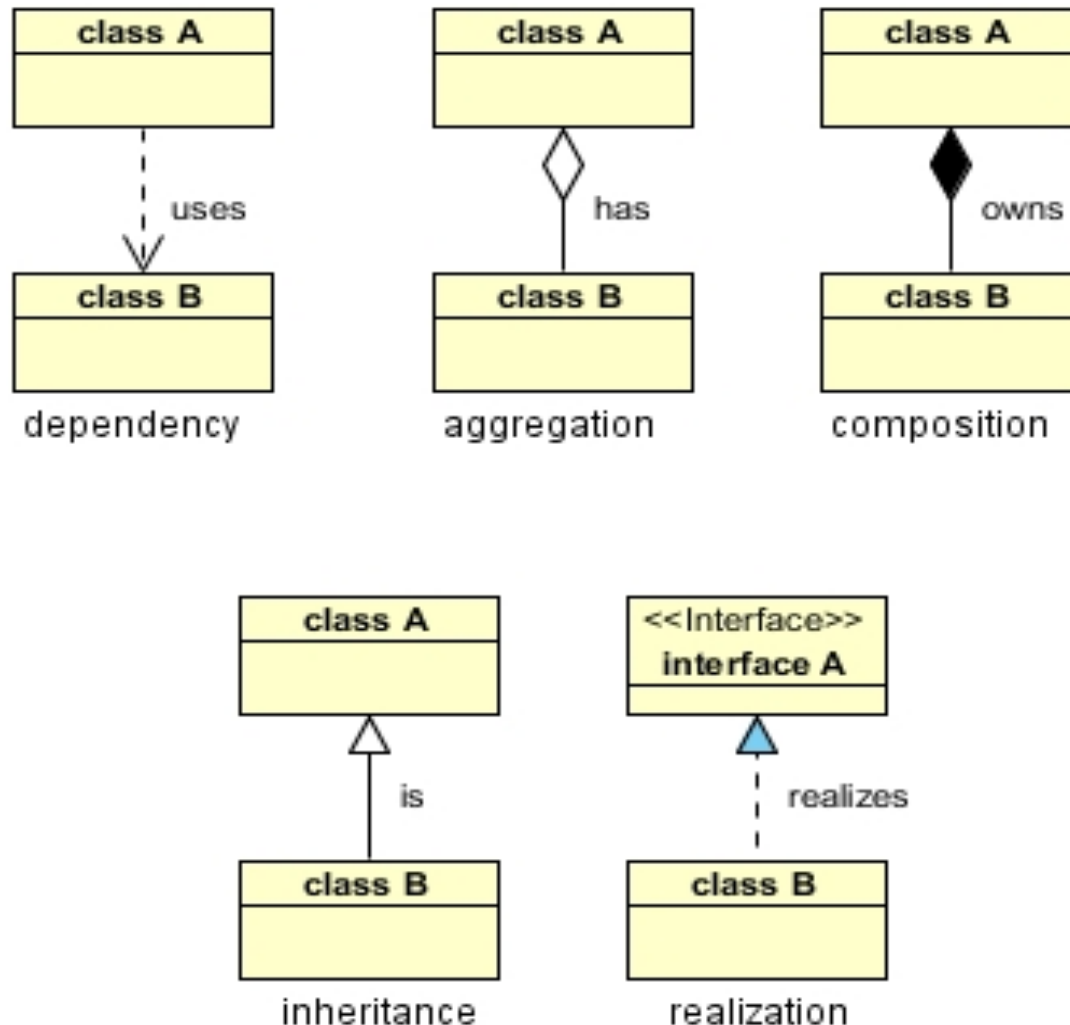 class A
class A
class A
uses
has
owns
class B
class B
class B
dependency
aggregation
composition
class A
<<Interface>>
interface A
is
realizes
class B
class B
inheritance
realization